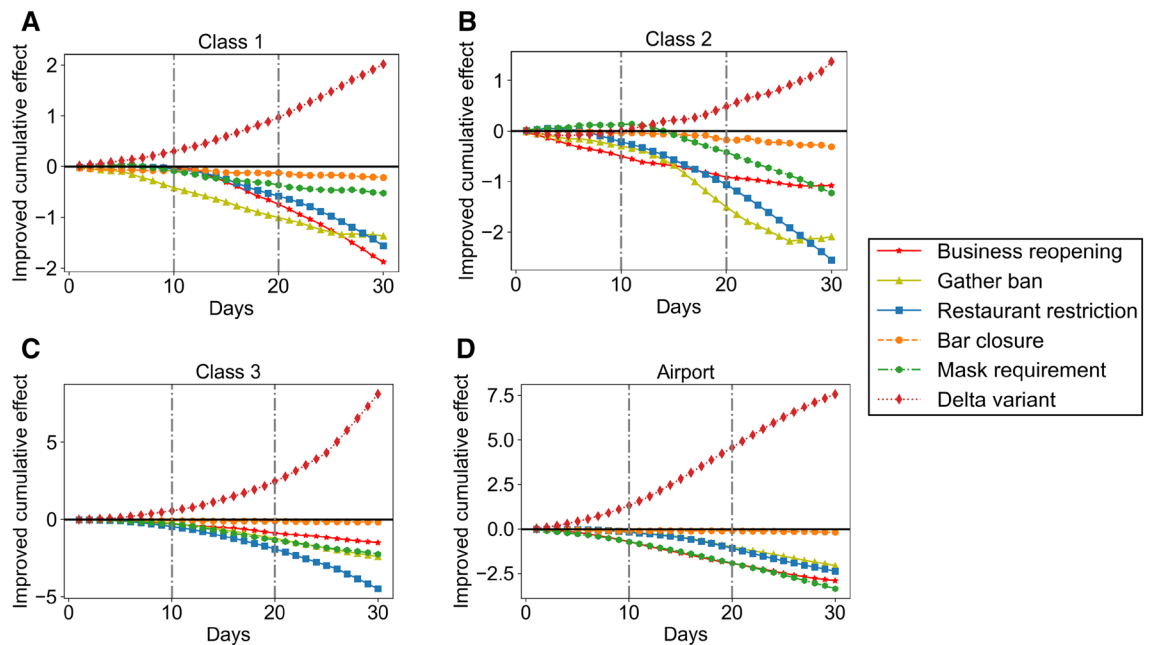 A
Class 1
Improved cumulative effect
2
1
0
−1
−2
0 10 20 30
Days
B
Class 2
Improved cumulative effect
1
0
−1
−2
0 10 20 30
Days
Business reopening
Gather ban
Restaurant restriction
Bar closure
Mask requirement
Delta variant
C
Class 3
Improved cumulative effect
5
0
−5
0 10 20 30
Days
D
Airport
Improved cumulative effect
7.5
5.0
2.5
0.0
−2.5
0 10 20 30
Days